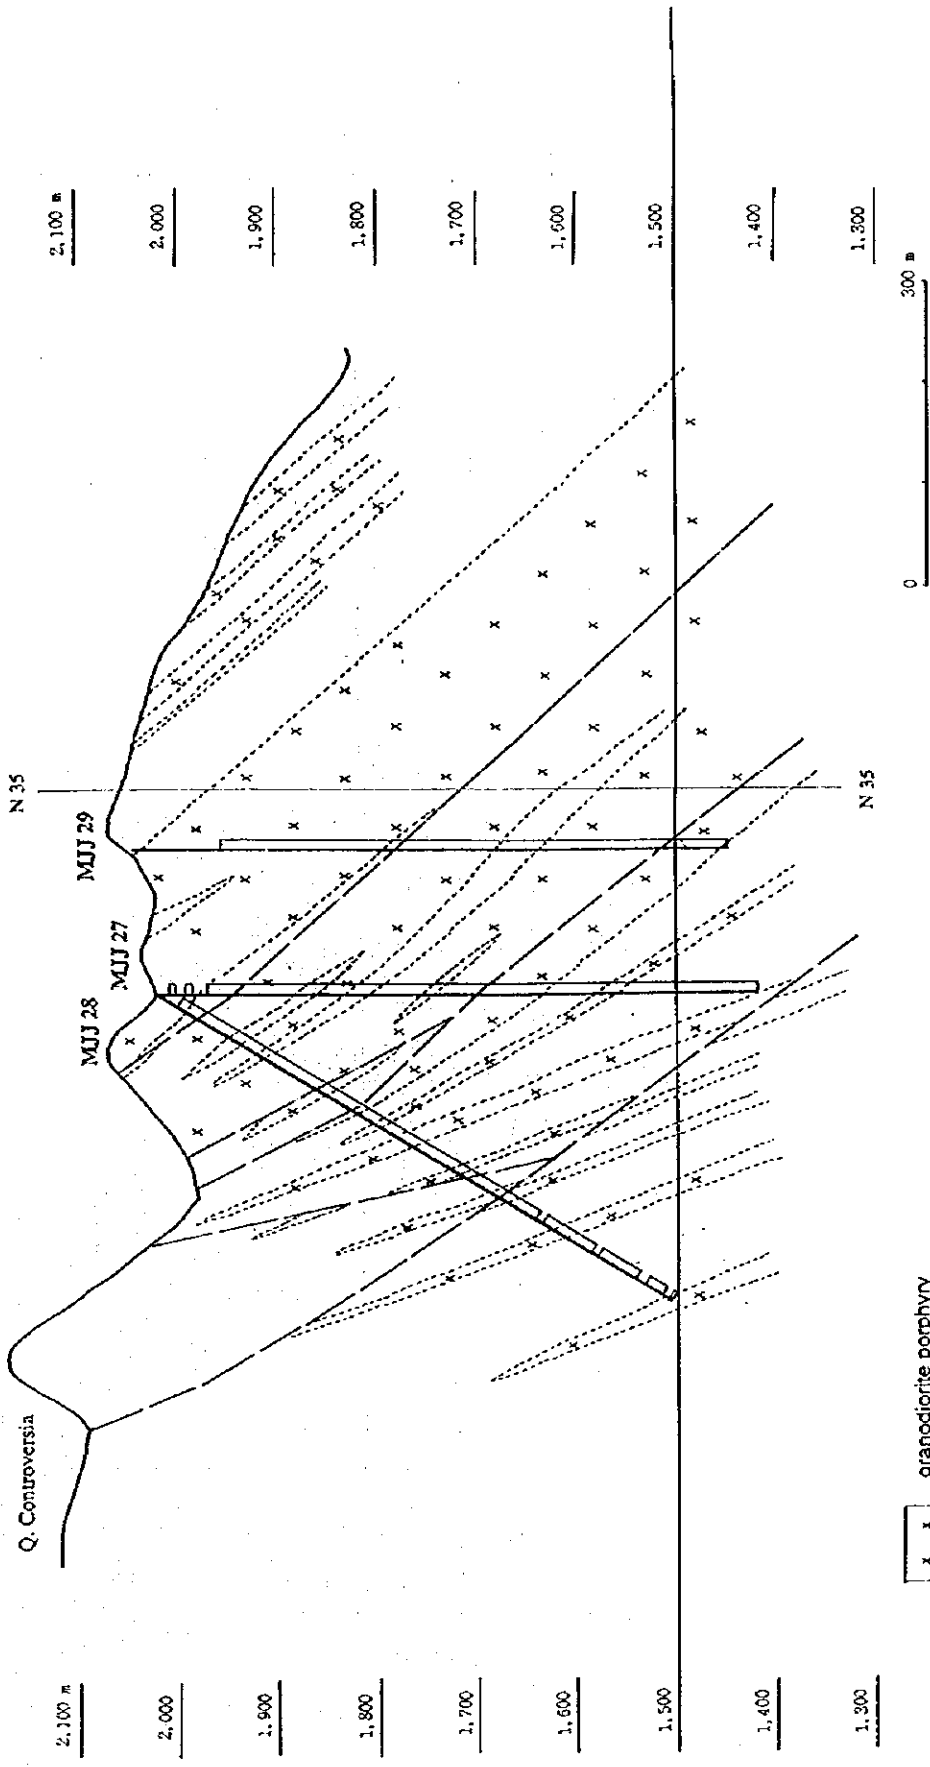 Q. Controversia
MJJ 28
MJJ 27
MJJ 29
N 35
2,100 m
2,000
1,900
1,800
1,700
1,600
1,500
1,400
1,300
2,100 m
2,000
1,900
1,800
1,700
1,600
1,500
1,400
1,300
N 35
0 300 m
x x granodiorite porphyry